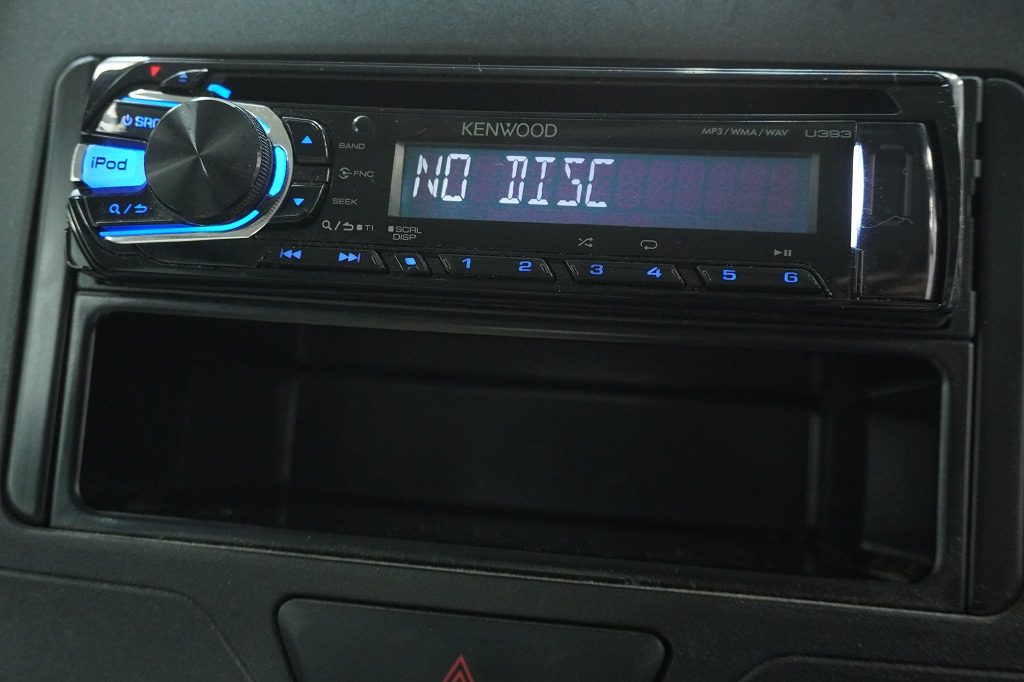 KENWOOD
MP3/WMA/WAV U393
SRC
BAND
iPod
FNC
SEEK
NO DISC
TI
SCRL
DISP
1 2 3 4 5 6